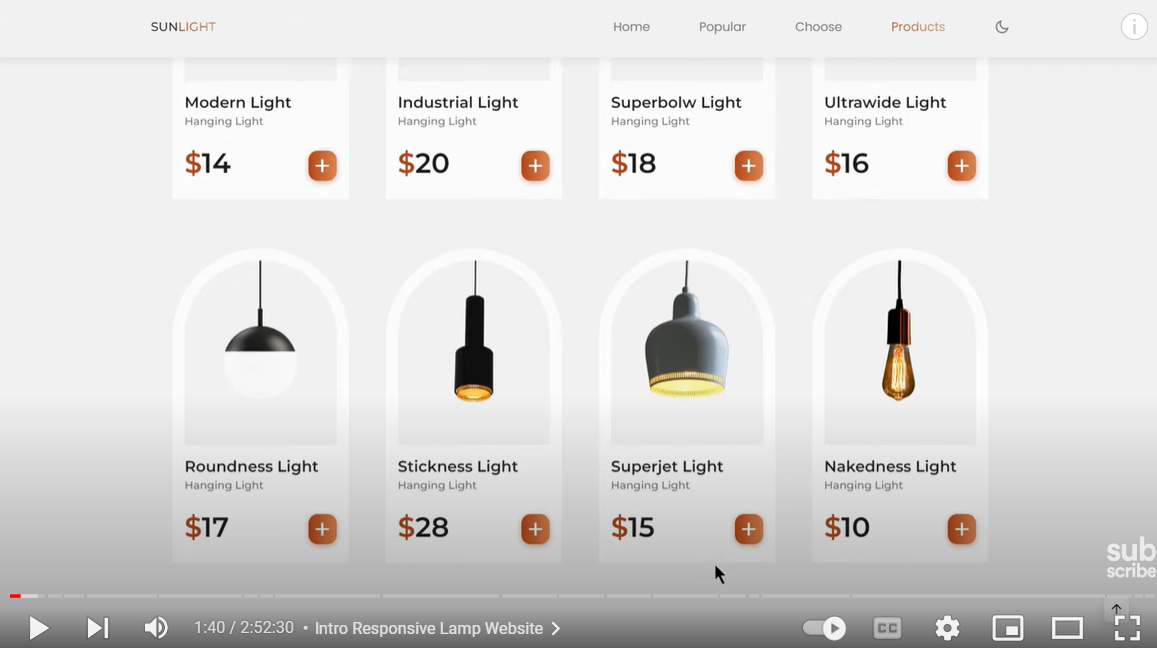 SUNLIGHT Home Popular Choose Products
Modern Light Industrial Light Superbolw Light Ultrawide Light
Hanging Light Hanging Light Hanging Light Hanging Light
$14 + $20 + $18 + $16 +
Roundness Light Stickness Light Superjet Light Nakedness Light
Hanging Light Hanging Light Hanging Light Hanging Light
$17 + $28 + $15 + $10 +
sub
scribe
1:40 / 2:52:30 • Intro Responsive Lamp Website CC